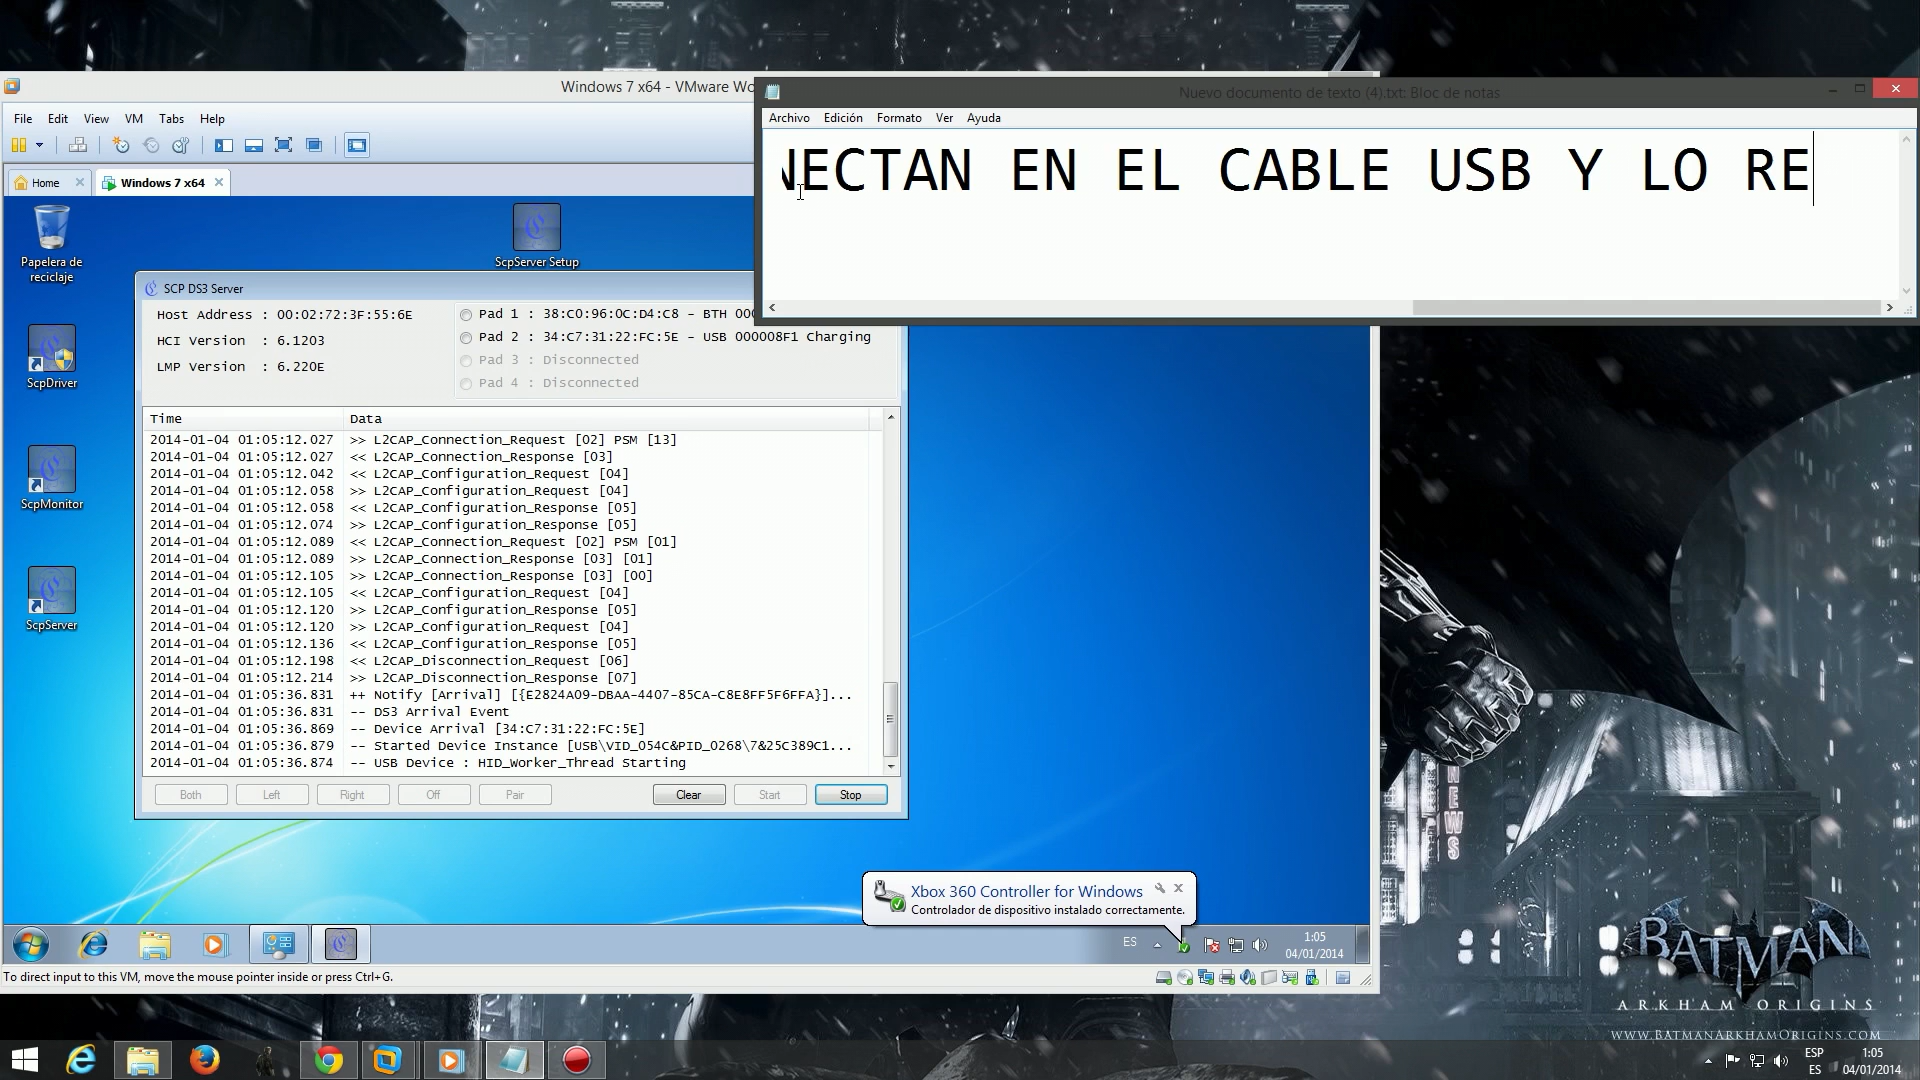 Windows 7 x64 - VMware Wo
File Edit View VM Tabs Help
Home
Windows 7 x64
Nuevo documento de texto (4).txt: Bloc de notas
Archivo Edición Formato Ver Ayuda
NECTAN EN EL CABLE USB Y LO RE
Papelera de
reciclaje
ScpServer Setup
ScpDriver
ScpMonitor
ScpServer
SCP DS3 Server
Host Address : 00:02:72:3F:55:6E
HCI Version : 6.1203
LMP Version : 6.220E
Pad 1 : 38:C0:96:0C:D4:C8 - BTH 000
Pad 2 : 34:C7:31:22:FC:5E - USB 000008F1 Charging
Pad 3 : Disconnected
Pad 4 : Disconnected
Time Data
2014-01-04 01:05:12.027 >> L2CAP_Connection_Request [02] PSM [13]
2014-01-04 01:05:12.027 << L2CAP_Connection_Response [03]
2014-01-04 01:05:12.042 << L2CAP_Configuration_Request [04]
2014-01-04 01:05:12.058 >> L2CAP_Configuration_Request [04]
2014-01-04 01:05:12.058 << L2CAP_Configuration_Response [05]
2014-01-04 01:05:12.074 >> L2CAP_Configuration_Response [05]
2014-01-04 01:05:12.089 << L2CAP_Connection_Request [02] PSM [01]
2014-01-04 01:05:12.089 >> L2CAP_Connection_Response [03] [01]
2014-01-04 01:05:12.105 >> L2CAP_Connection_Response [03] [00]
2014-01-04 01:05:12.105 << L2CAP_Configuration_Request [04]
2014-01-04 01:05:12.120 >> L2CAP_Configuration_Response [05]
2014-01-04 01:05:12.120 >> L2CAP_Configuration_Request [04]
2014-01-04 01:05:12.136 << L2CAP_Configuration_Response [05]
2014-01-04 01:05:12.198 << L2CAP_Disconnection_Request [06]
2014-01-04 01:05:12.214 >> L2CAP_Disconnection_Response [07]
2014-01-04 01:05:36.831 ++ Notify [Arrival] [{E2824A09-DBAA-4407-85CA-C8E8FF5F6FFA}]...
2014-01-04 01:05:36.831 -- DS3 Arrival Event
2014-01-04 01:05:36.869 -- Device Arrival [34:C7:31:22:FC:5E]
2014-01-04 01:05:36.879 -- Started Device Instance [USB\VID_054C&PID_0268\7&25C389C1...
2014-01-04 01:05:36.874 -- USB Device : HID_Worker_Thread Starting
Both Left Right Off Pair Clear Start Stop
Xbox 360 Controller for Windows
Controlador de dispositivo instalado correctamente.
ES
1:05
04/01/2014
To direct input to this VM, move the mouse pointer inside or press Ctrl+G.
NEWS
BATMAN
ARKHAM ORIGINS
WWW.BATMANARKHAMORIGINS.COM
ESP
ES
1:05
04/01/2014